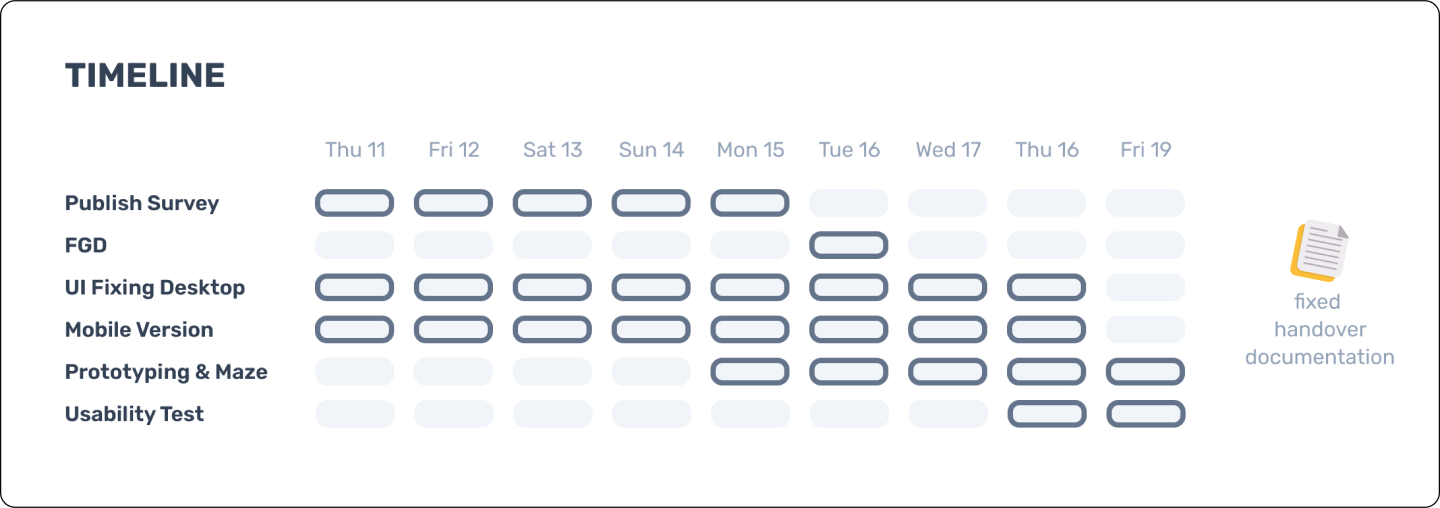 TIMELINE
Thu 11 Fri 12 Sat 13 Sun 14 Mon 15 Tue 16 Wed 17 Thu 16 Fri 19
Publish Survey
FGD
UI Fixing Desktop
Mobile Version
Prototyping & Maze
Usability Test
fixed
handover
documentation